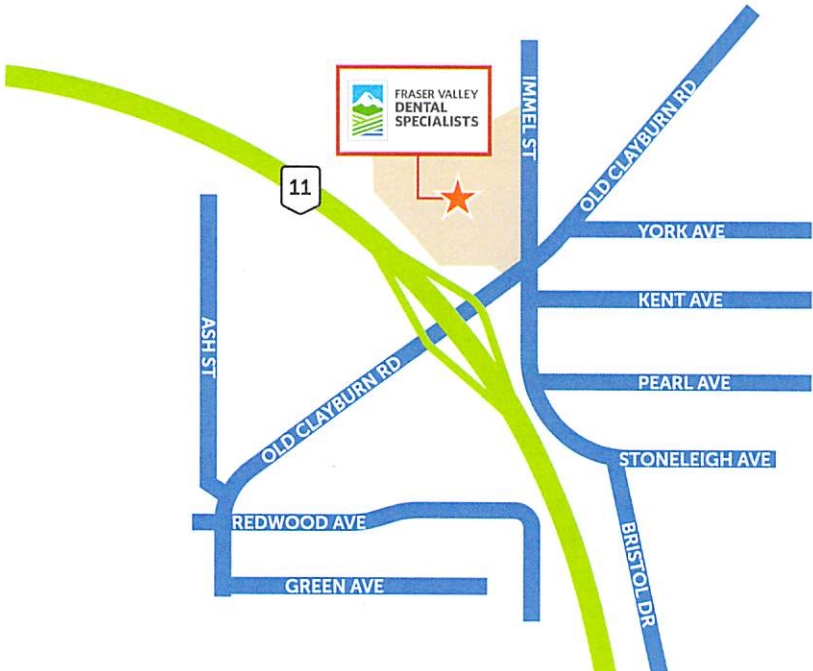 FRASER VALLEY
DENTAL
SPECIALISTS
IMMEL ST
OLD CLAYBURN RD
11
YORK AVE
KENT AVE
ASH ST
OLD CLAYBURN RD
PEARL AVE
STONELEIGH AVE
REDWOOD AVE
BRISTOL DR
GREEN AVE